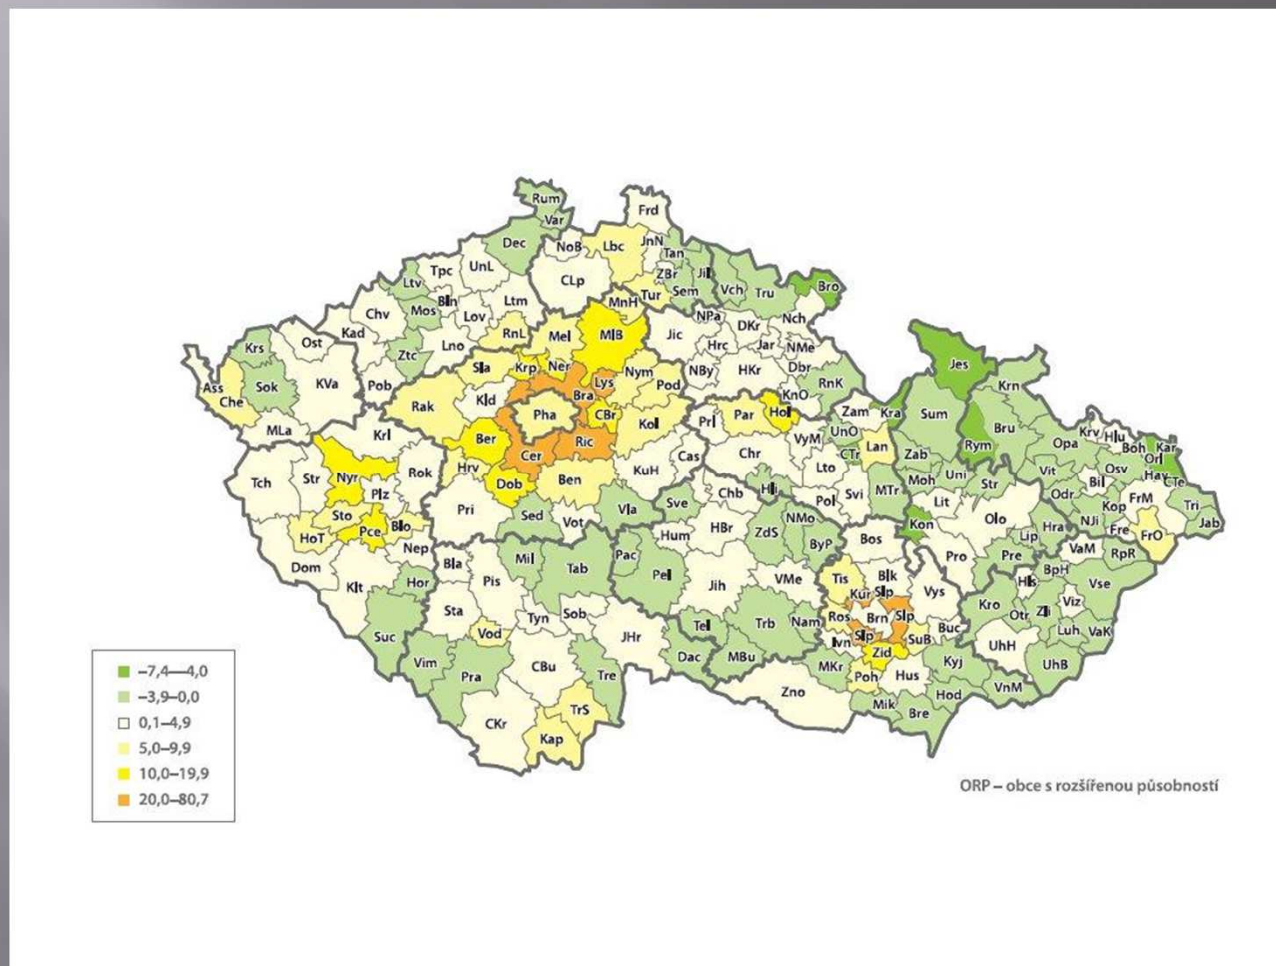 Rum
Var
Frd
Dec
NoB
Lbc
JnN
Tan
Tpc
UnL
Ltv
CLp
ZBr
Jil
Sem
Vch
Tru
Bro
Bln
Ltm
MnH
Tur
Chv
Mos
Lov
NPa
Nch
Kad
RnL
Mel
MlB
Jic
DKr
Ost
Lno
Hrc
Jar
NMe
Krs
Ztc
Jes
Sla
Krp
Ner
Nym
NBy
HKr
Dbr
RnK
Krn
Ass
Sok
KVa
Pob
Lys
Pod
Bra
KnO
Che
Kld
Rak
Pha
CBr
Kol
Prl
Par
Hol
Zam
Kra
Sum
MLa
Krl
Ber
Ric
UnO
Lan
Rym
Bru
Krv
Hlu
Opa
Boh
Kar
Orl
Cer
Cas
Chr
VyM
CTr
Zab
Tch
Str
Nyr
Rok
Hrv
KuH
Lto
Vit
Osv
Hav
CTe
Plz
Dob
Ben
Chb
Hli
Svi
MTr
Moh
Uni
Str
Bil
Odr
FrM
Pri
Vla
Sve
Pol
Lit
Kop
Tri
Sto
Sed
Vot
NMo
Kon
Olo
Hra
NJi
Jab
HoT
Pce
Blo
HBr
ZdS
Lip
Fre
FrO
Nep
Hum
ByP
Bos
VaM
RpR
Dom
Bla
Mil
Pac
Pro
Pre
BpH
Klt
Hor
Pis
Tab
Pel
Jih
VMe
Tis
Blk
Vys
Hls
Vse
Kur
Slp
Sta
Sob
Kro
Otr
Zli
Viz
Tyn
Ros
Brn
Slp
Suc
Vod
JHr
Tel
Trb
Nam
Slp
Buc
Luh
VaK
Ivn
SuB
UhH
Vim
CBu
Dac
MBu
Zid
Kyj
UhB
Pra
Tre
MKr
Poh
Hus
VnM
Zno
Hod
TrS
Mik
Bre
CKr
Kap
–7,4—4,0
–3,9–0,0
0,1–4,9
5,0–9,9
10,0–19,9
20,0–80,7
ORP – obce s rozšířenou působností